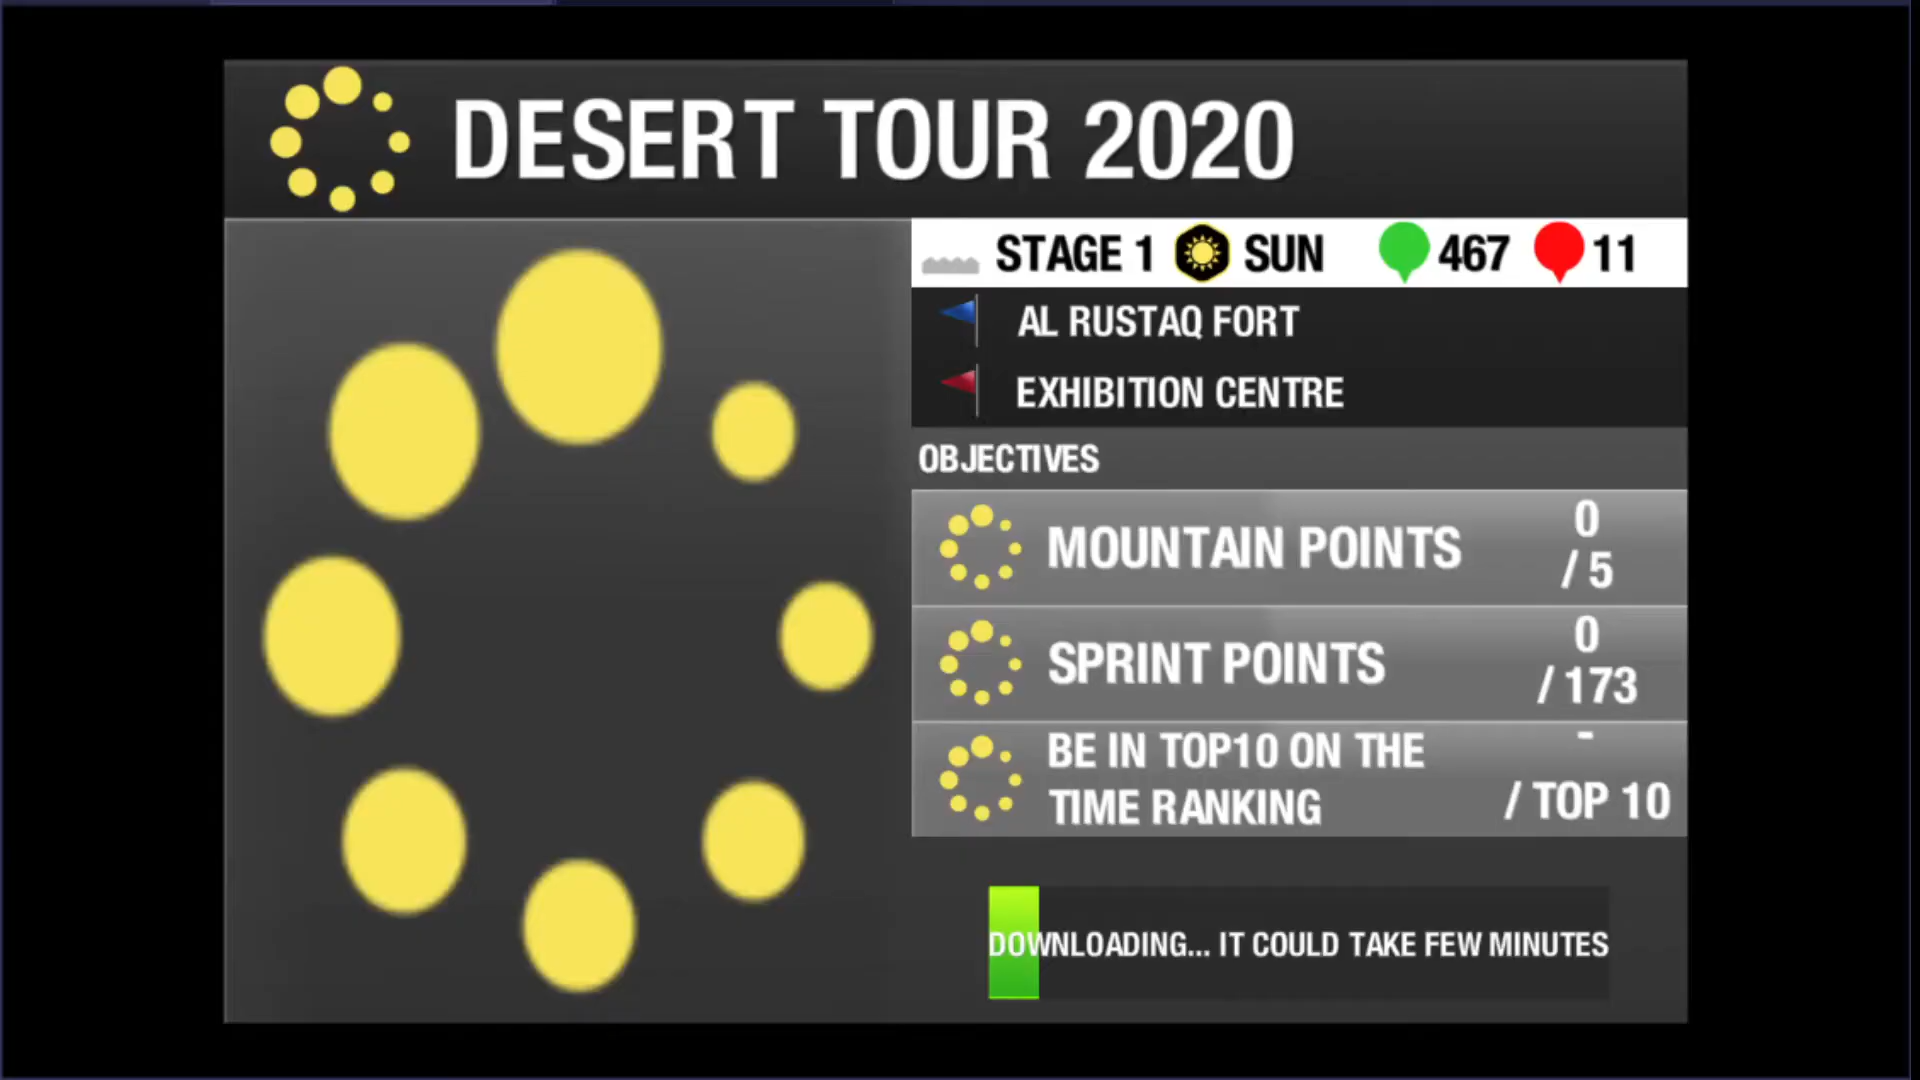 DESERT TOUR 2020
STAGE 1 SUN 467 11
AL RUSTAQ FORT
EXHIBITION CENTRE
OBJECTIVES
MOUNTAIN POINTS 0 / 5
SPRINT POINTS 0 / 173
BE IN TOP10 ON THE
TIME RANKING - / TOP 10
DOWNLOADING... IT COULD TAKE FEW MINUTES